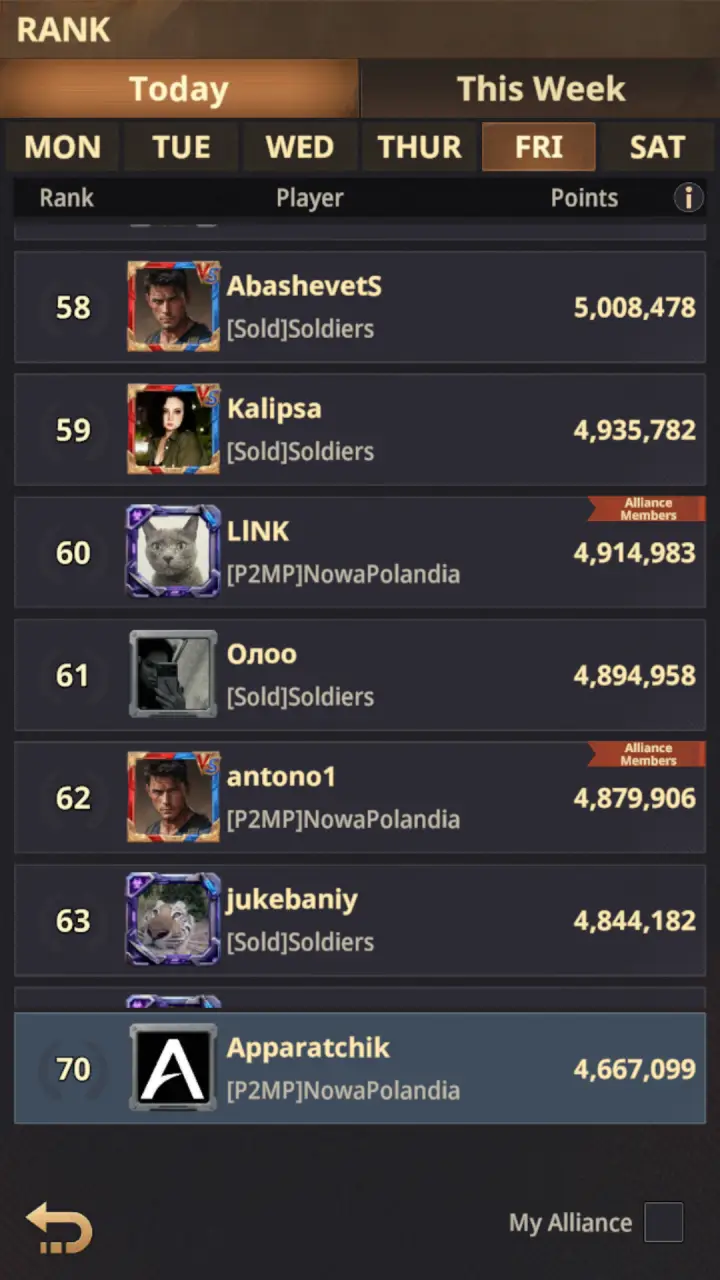 RANK
Today
This Week
MON TUE WED THUR FRI SAT
Rank Player Points i
58
VS
AbashevetS
[Sold]Soldiers
5,008,478
59
VS
Kalipsa
[Sold]Soldiers
4,935,782
60
LINK
[P2MP]NowaPolandia
Alliance
Members
4,914,983
61
Олоо
[Sold]Soldiers
4,894,958
62
VS
antono1
[P2MP]NowaPolandia
Alliance
Members
4,879,906
63
jukebaniy
[Sold]Soldiers
4,844,182
70
A
Apparatchik
[P2MP]NowaPolandia
4,667,099
My Alliance